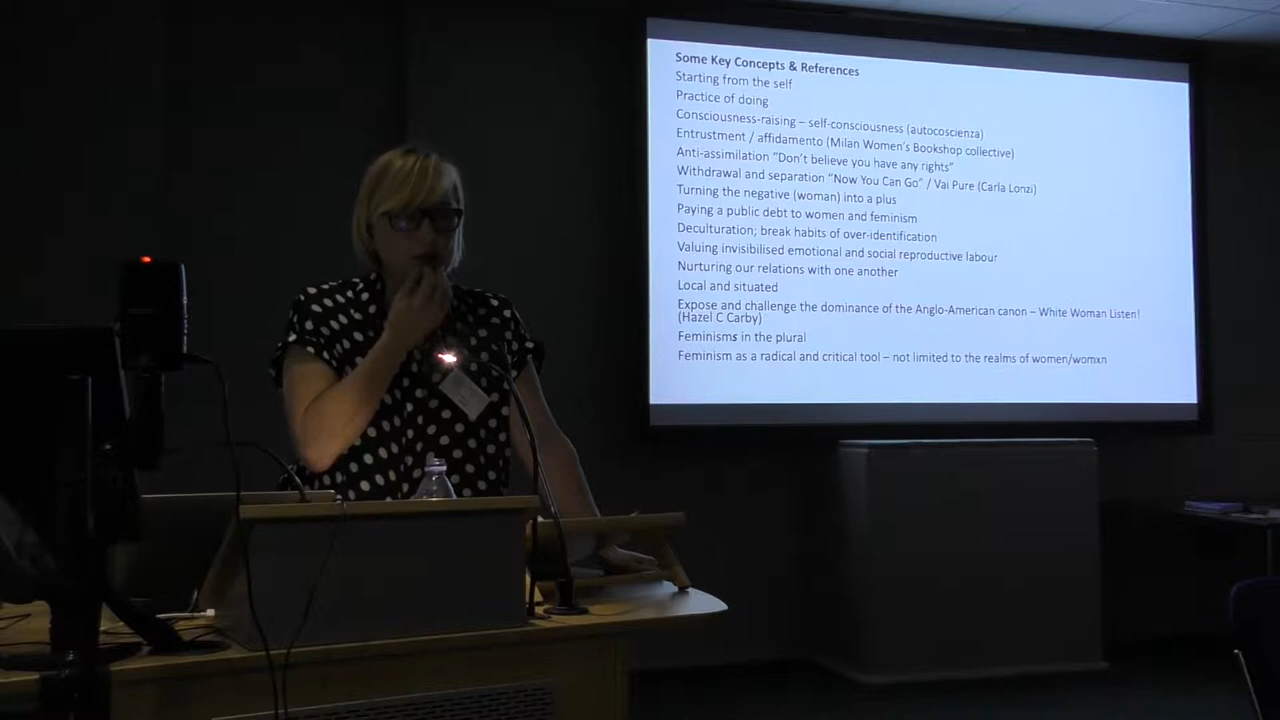 Some Key Concepts & References
Starting from the self
Practice of doing
Consciousness-raising – self-consciousness (autocoscienza)
Entrustment / affidamento (Milan Women's Bookshop collective)
Anti-assimilation "Don't believe you have any rights"
Withdrawal and separation "Now You Can Go" / Vai Pure (Carla Lonzi)
Turning the negative (woman) into a plus
Paying a public debt to women and feminism
Deculturation; break habits of over-identification
Valuing invisibilised emotional and social reproductive labour
Nurturing our relations with one another
Local and situated
Expose and challenge the dominance of the Anglo-American canon – White Woman Listen!
(Hazel C Carby)
Feminisms in the plural
Feminism as a radical and critical tool – not limited to the realms of women/womxn